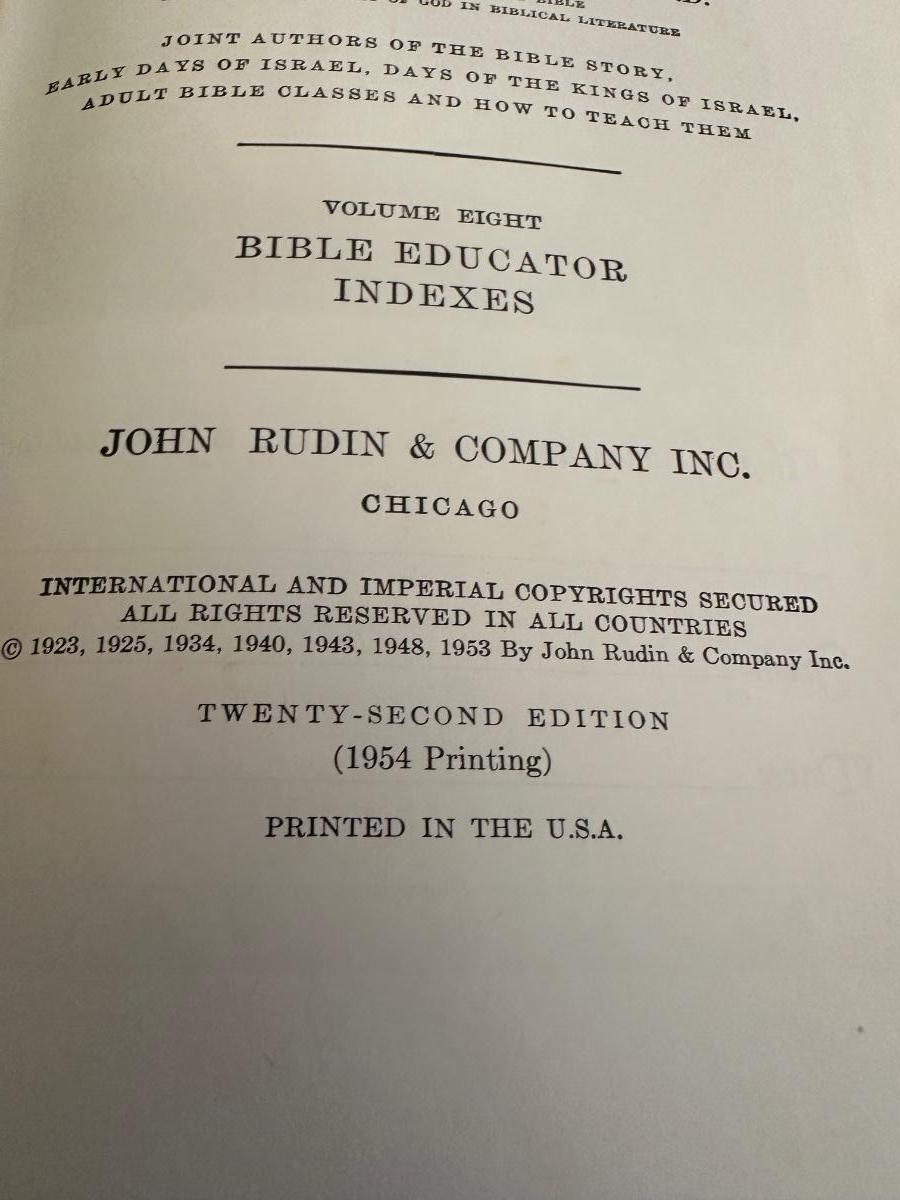 BIBLE
GOD IN BIBLICAL LITERATURE
JOINT AUTHORS OF THE BIBLE STORY,
EARLY DAYS OF ISRAEL, DAYS OF THE KINGS OF ISRAEL,
ADULT BIBLE CLASSES AND HOW TO TEACH THEM
VOLUME EIGHT
BIBLE EDUCATOR
INDEXES
JOHN RUDIN & COMPANY INC.
CHICAGO
INTERNATIONAL AND IMPERIAL COPYRIGHTS SECURED
ALL RIGHTS RESERVED IN ALL COUNTRIES
© 1923, 1925, 1934, 1940, 1943, 1948, 1953 By John Rudin & Company Inc.
TWENTY-SECOND EDITION
(1954 Printing)
PRINTED IN THE U.S.A.